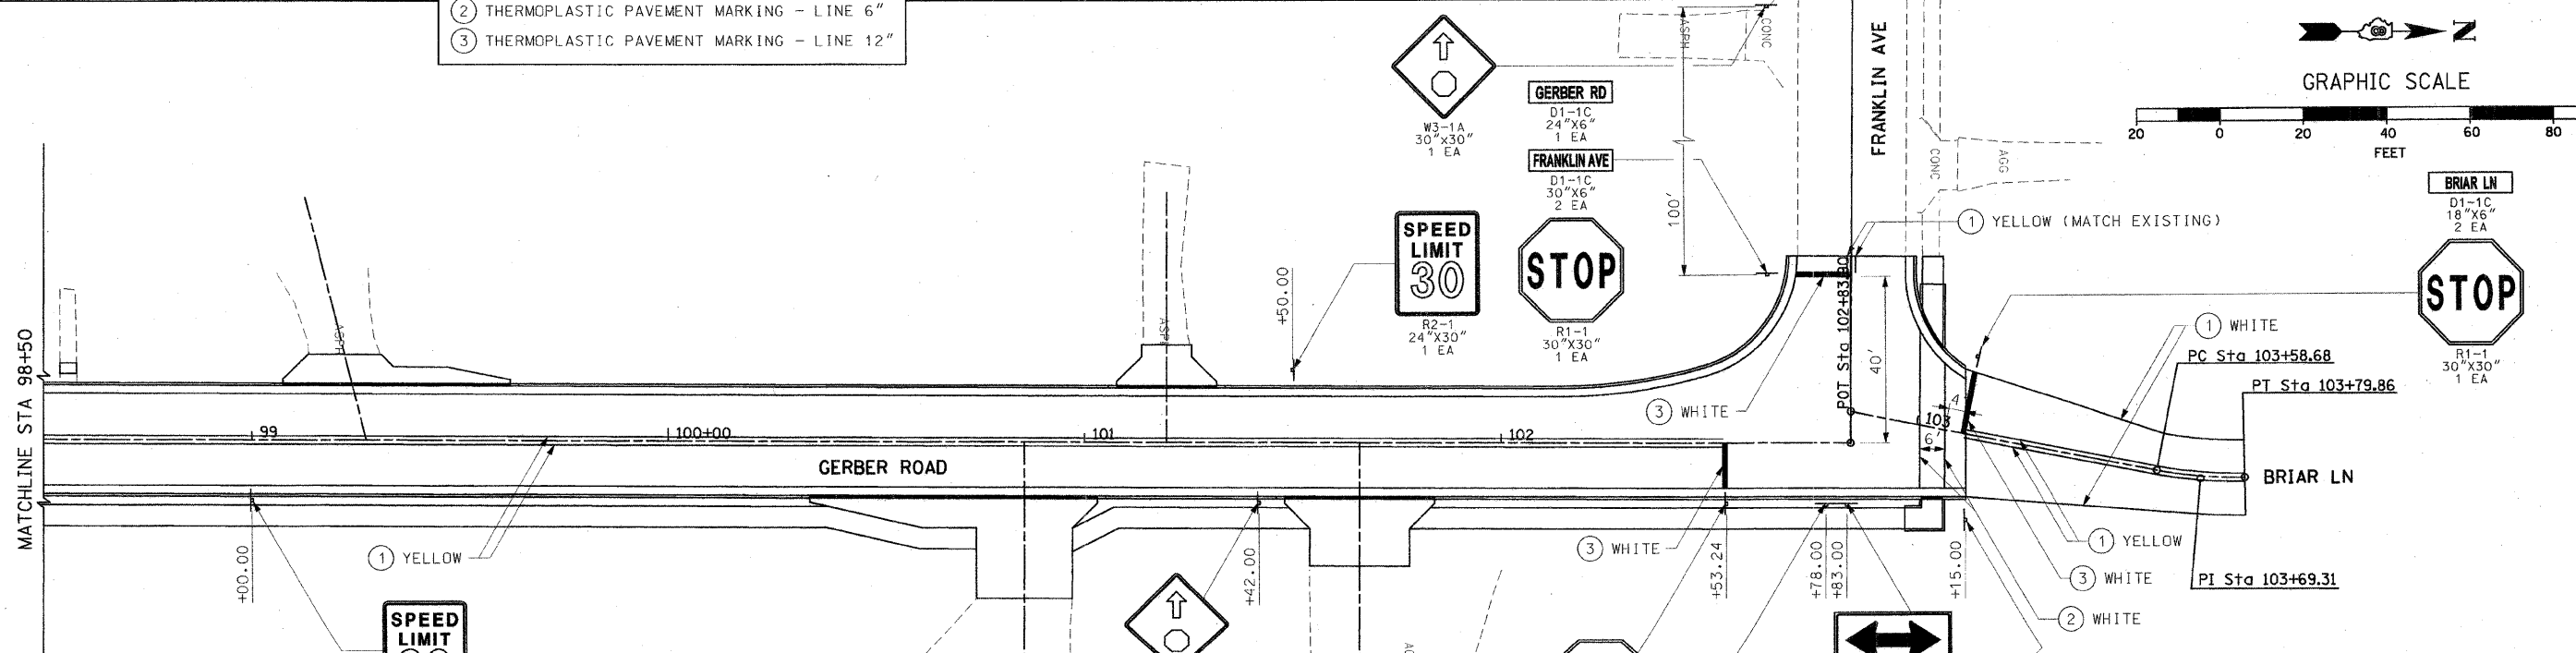 ② THERMOPLASTIC PAVEMENT MARKING - LINE 6"
③ THERMOPLASTIC PAVEMENT MARKING - LINE 12"
W3-1A
30"x30"
1 EA
GERBER RD
D1-1C
24"X6"
1 EA
FRANKLIN AVE
D1-1C
30"X6"
2 EA
SPEED
LIMIT
30
R2-1
24"X30"
1 EA
STOP
R1-1
30"X30"
1 EA
100'
ASPH
CONC
FRANKLIN AVE
CONC
AGG
N
GRAPHIC SCALE
20 0 20 40 60 80
FEET
BRIAR LN
D1-1C
18"X6"
2 EA
STOP
R1-1
30"X30"
1 EA
① YELLOW (MATCH EXISTING)
① WHITE
PC Sta 103+58.68
PT Sta 103+79.86
POT Sta 102+83.90
40'
③ WHITE
4'
103
6'
MATCHLINE STA 98+50
ASPH
+50.00
99
100+00
101
102
GERBER ROAD
BRIAR LN
① YELLOW
+00.00
+42.00
③ WHITE
+53.24
+78.00
+83.00
+15.00
① YELLOW
③ WHITE
PI Sta 103+69.31
② WHITE
SPEED
LIMIT